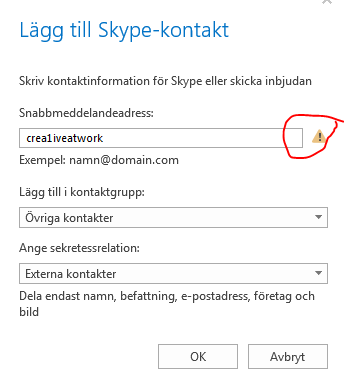 Lägg till Skype-kontakt
Skriv kontaktinformation för Skype eller skicka inbjudan
Snabbmeddelandeadress:
crea1iveatwork
Exempel: namn@domain.com
Lägg till i kontaktgrupp:
Övriga kontakter
Ange sekretessrelation:
Externa kontakter
Dela endast namn, befattning, e-postadress, företag och
bild
OK Avbryt